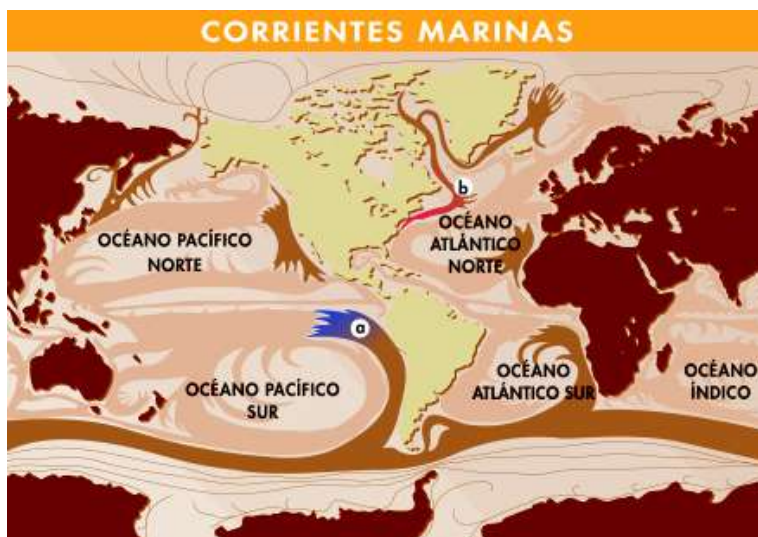 CORRIENTES MARINAS
b
OCÉANO PACÍFICO
NORTE
OCÉANO
ATLÁNTICO
NORTE
a
OCÉANO PACÍFICO
SUR
OCÉANO
ATLÁNTICO SUR
OCÉANO
ÍNDICO